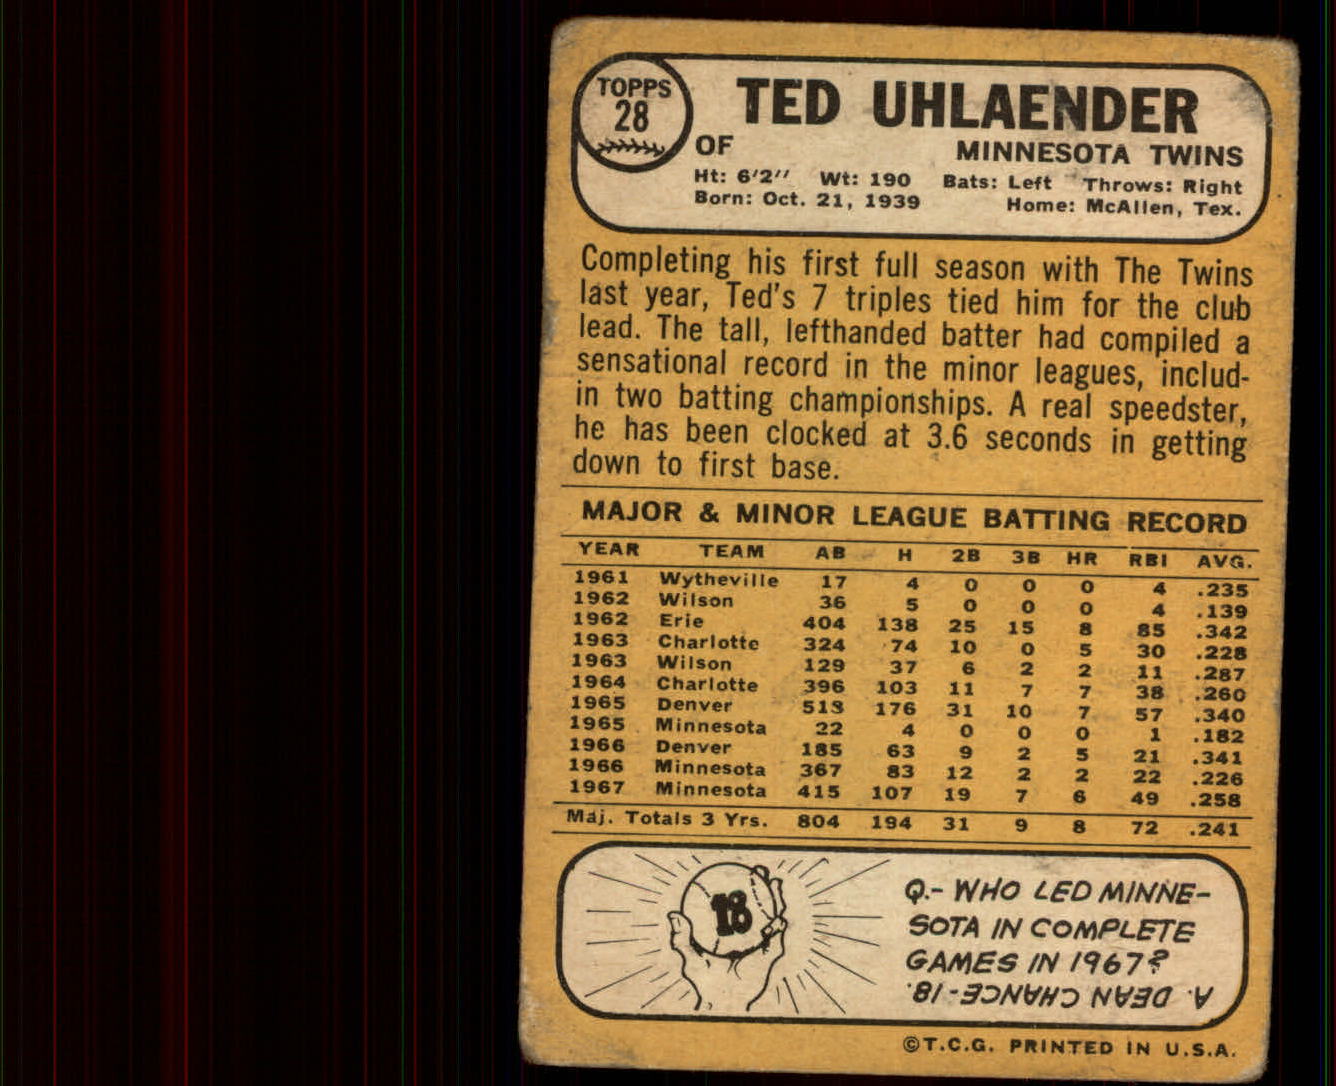 TOPPS
28
TED UHLAENDER
OF
MINNESOTA TWINS
Ht: 6'2" Wt: 190 Bats: Left Throws: Right
Born: Oct. 21, 1939 Home: McAllen, Tex.
Completing his first full season with The Twins
last year, Ted's 7 triples tied him for the club
lead. The tall, lefthanded batter had compiled a
sensational record in the minor leagues, includ-
in two batting championships. A real speedster,
he has been clocked at 3.6 seconds in getting
down to first base.
MAJOR & MINOR LEAGUE BATTING RECORD
YEAR TEAM AB H 2B 3B HR RBI AVG.
1961 Wytheville 17 4 0 0 0 4 .235
1962 Wilson 36 5 0 0 0 4 .139
1962 Erie 404 138 25 15 8 85 .342
1963 Charlotte 324 74 10 0 5 30 .228
1963 Wilson 129 37 6 2 2 11 .287
1964 Charlotte 396 103 11 7 7 38 .260
1965 Denver 513 176 31 10 7 57 .340
1965 Minnesota 22 4 0 0 0 1 .182
1966 Denver 185 63 9 2 5 21 .341
1966 Minnesota 367 83 12 2 2 22 .226
1967 Minnesota 415 107 19 7 6 49 .258
Maj. Totals 3 Yrs. 804 194 31 9 8 72 .241
18
Q.- WHO LED MINNE-
SOTA IN COMPLETE
GAMES IN 1967?
A. DEAN CHANCE-18.
©T.C.G. PRINTED IN U.S.A.